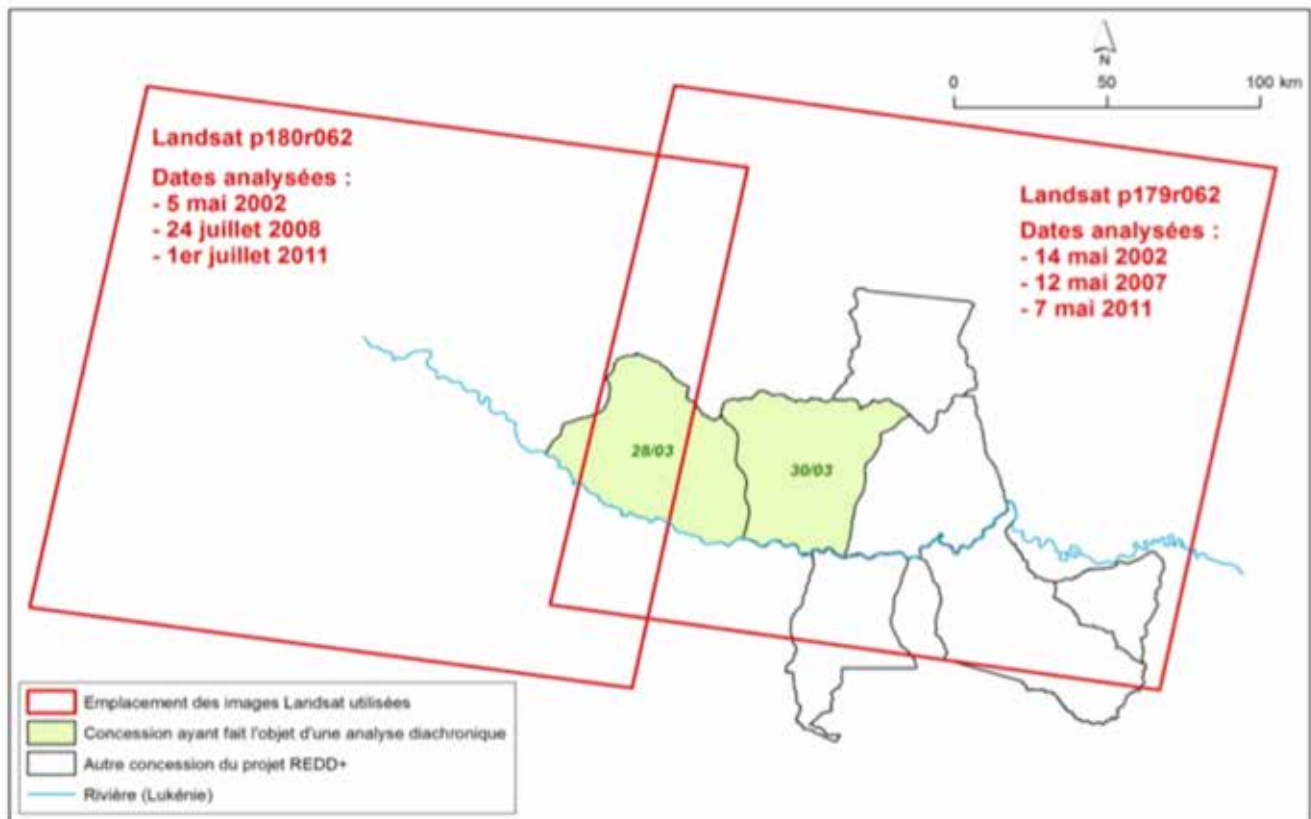 N
0 50 100 km
Landsat p180r062
Dates analysées :
- 5 mai 2002
- 24 juillet 2008
- 1er juillet 2011
Landsat p179r062
Dates analysées :
- 14 mai 2002
- 12 mai 2007
- 7 mai 2011
28/03
30/03
Emplacement des images Landsat utilisées
Concession ayant fait l'objet d'une analyse diachronique
Autre concession du projet REDD+
Rivière (Lukénie)